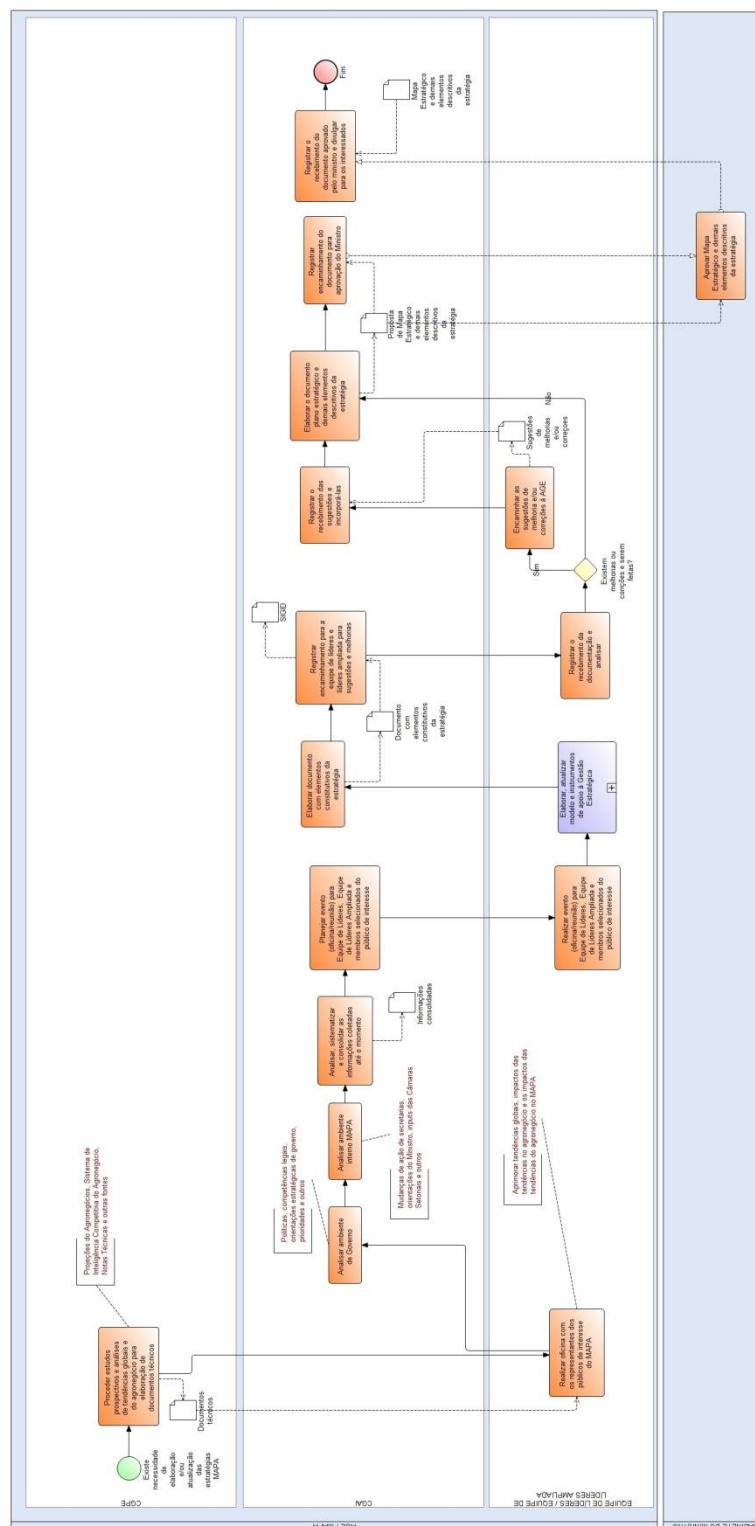 CGPE
Existe
necessidade
de
elaboração
e/ou
atualização
das
estratégias MAPA
Proceder estudos
prospectivos e análises
de tendências globais e
do agronegócio para
elaboração de
documentos técnicos
Documentos
técnicos
Projeções do Agronegócios, Sistema de
Inteligência Competitiva do Agronegócio,
Notas Técnicas e outras fontes
CGAI
Analisar ambiente
de Governo
Políticas, competências legais,
orientações estratégicas de governo,
prioridades e outros
Analisar ambiente
interno MAPA
Mudanças de ação de secretarias,
orientações do Ministro, inputs das Câmaras
Setoriais e outros
Analisar, sistematizar
e consolidar as
informações coletadas
até o momento
Informações
consolidadas
Planejar evento
(oficina/reunião) para
Equipe de Líderes, Equipe
de Líderes Ampliada e
membros selecionados do
público de interesse
Elaborar documento
com elementos
constitutivos da
estratégia
Documento
com
elementos
constitutivos
da
estratégia
Registrar
encaminhamento para a
equipe de líderes e
líderes ampliada para
sugestões e melhorias
SIGID
Registrar o
recebimento das
sugestões e
incorporá-las
Elaborar o documento
plano estratégico e
demais elementos
descritivos da
estratégia
Proposta
de Mapa
Estratégico
e demais
elementos
descritivos
da
estratégia
Registrar
encaminhamento do
documento para
aprovação do Ministro
Registrar o
recebimento do
documento aprovado
pelo ministro e divulgar
para os interessados
Mapa
Estratégico
e demais
elementos
descritivos
da
estratégia
Fim
EQUIPE DE LÍDERES / EQUIPE DE
LÍDERES AMPLIADA
Realizar oficina com
os representantes dos
públicos de interesse
do MAPA
Aprimorar tendências globais, impactos das
tendências no agronegócio e os impactos das
tendências do agronegócio no MAPA
Realizar evento
(oficina/reunião) para
Equipe de Líderes, Equipe
de Líderes Ampliada e
membros selecionados do
público de interesse
Elaborar, atualizar
modelo e instrumentos
de apoio à Gestão
Estratégica
Registrar o
recebimento da
documentação e
analisar
Existem
melhorias ou
correções a serem
feitas?
Sim
Não
Encaminhar as
sugestões de
melhoria e/ou
correções à AGE
Sugestões
de
melhorias
e/ou
correçoes
Aprovar Mapa
Estratégico e demais
elementos descritivos
da estratégia